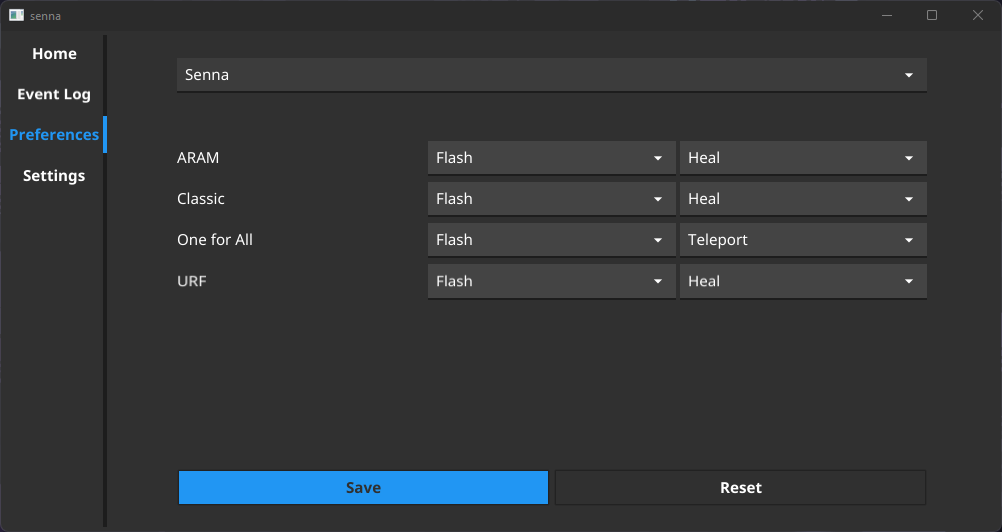 senna
Home
Event Log
Preferences
Settings
Senna
ARAM Flash Heal
Classic Flash Heal
One for All Flash Teleport
URF Flash Heal
Save Reset